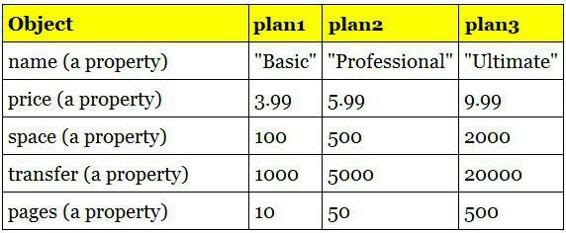 Object plan1 plan2 plan3
name (a property) "Basic" "Professional" "Ultimate"
price (a property) 3.99 5.99 9.99
space (a property) 100 500 2000
transfer (a property) 1000 5000 20000
pages (a property) 10 50 500